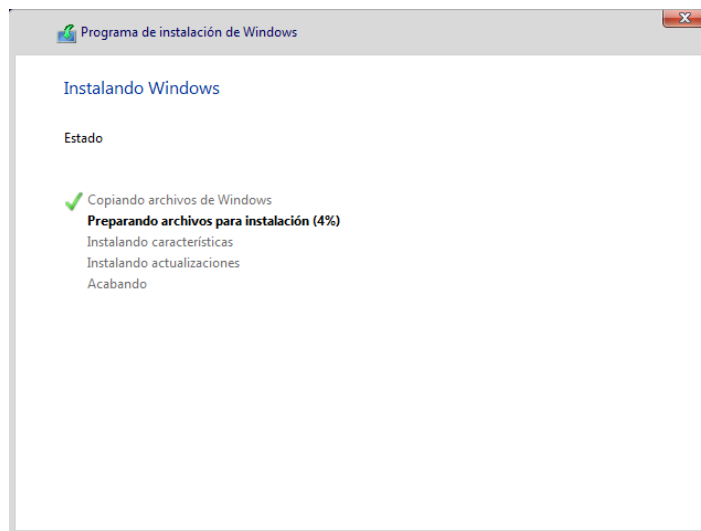 Programa de instalación de Windows
Instalando Windows
Estado
Copiando archivos de Windows
Preparando archivos para instalación (4%)
Instalando características
Instalando actualizaciones
Acabando